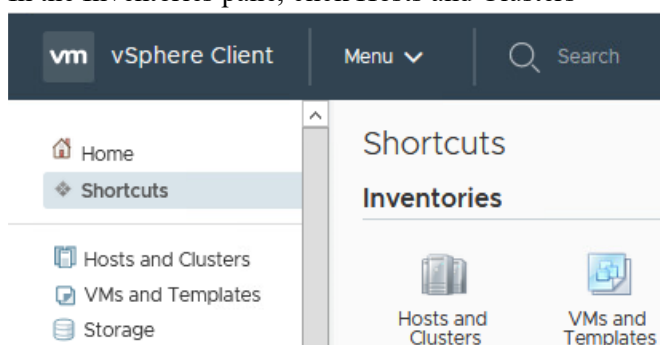 In the Inventories pane, click Hosts and Clusters
vm vSphere Client Menu Search
Home
Shortcuts
Hosts and Clusters
VMs and Templates
Storage
Shortcuts
Inventories
Hosts and
Clusters
VMs and
Templates